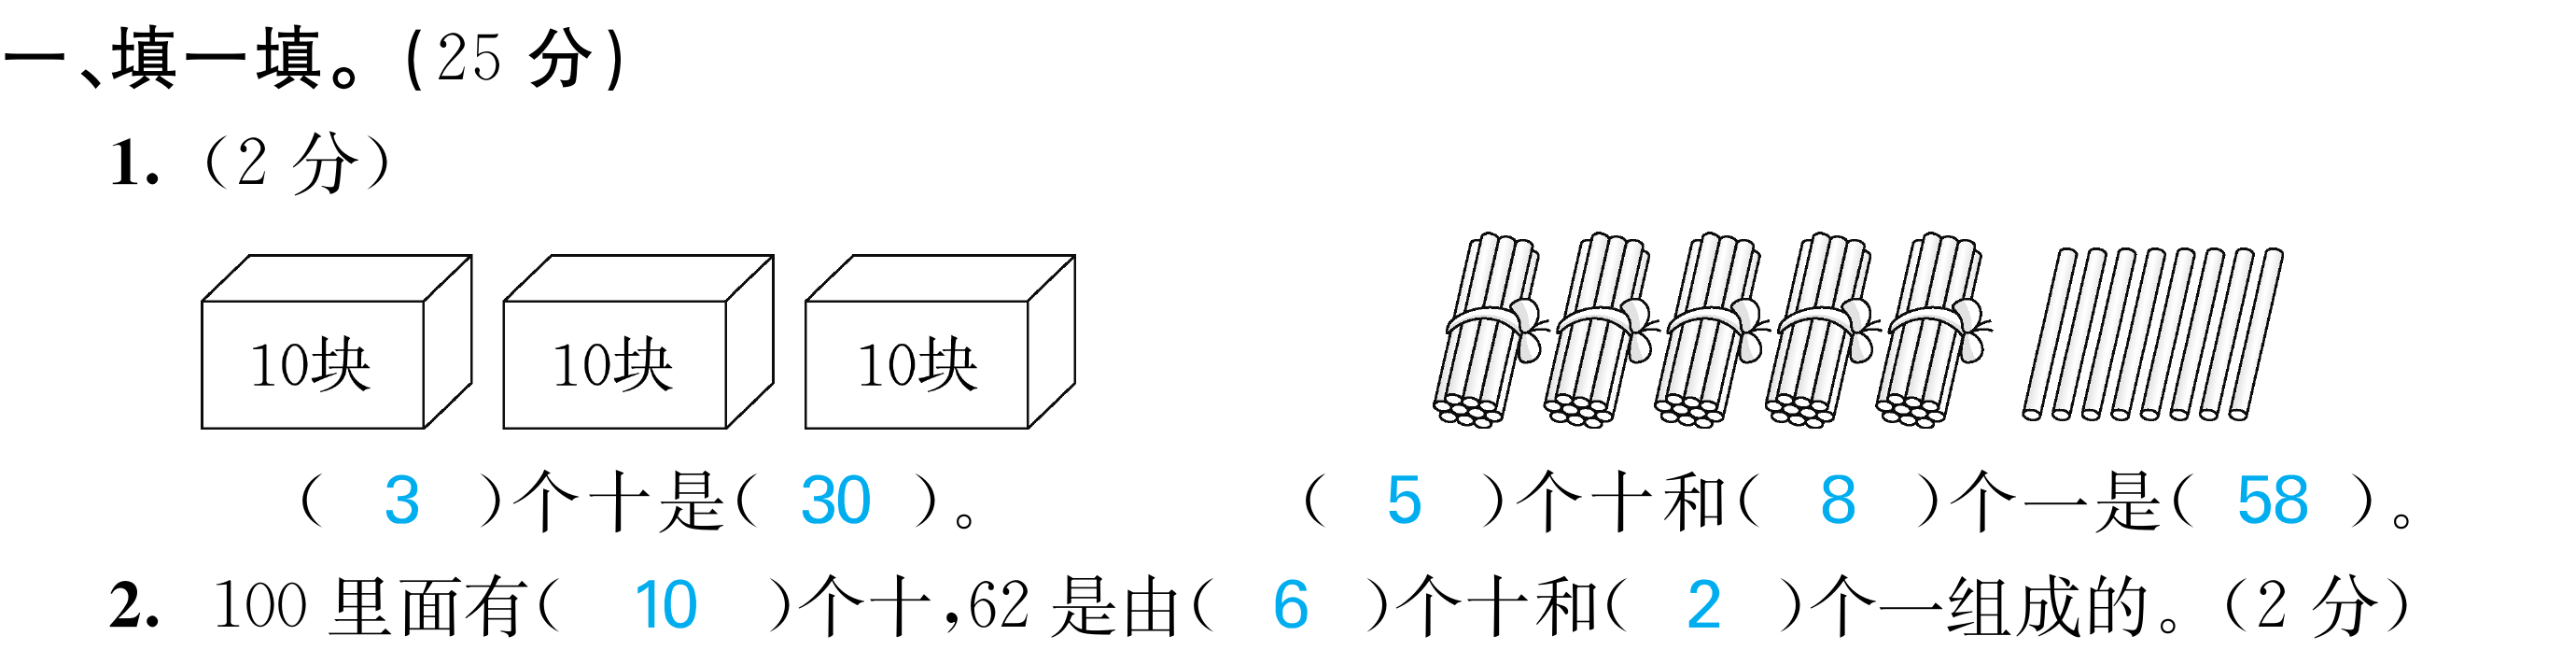 一、填一填。(25 分)
1.（2 分）
10块 10块 10块
（ 3 ）个十是（ 30 ）。 （ 5 ）个十和（ 8 ）个一是（ 58 ）。
2. 100 里面有（ 10 ）个十,62 是由（ 6 ）个十和（ 2 ）个一组成的。（2 分）